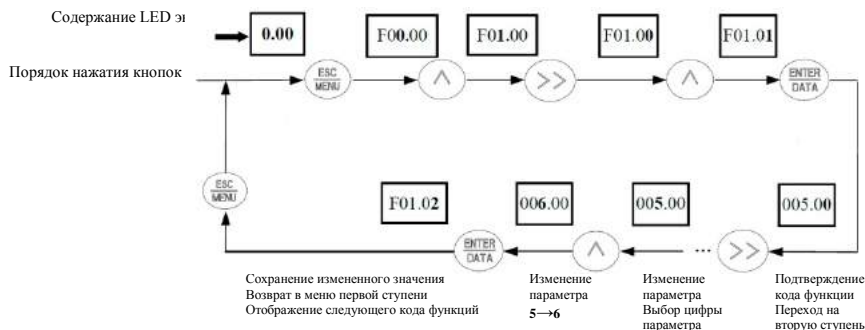 Содержание LED
0.00
F00.00
F01.00
F01.00
F01.01
Порядок нажатия кнопок
ESC
MENU
>>
ENTER
DATA
ESC
MENU
F01.02
006.00
005.00
005.00
ENTER
DATA
... >>
Сохранение измененного значения
Возврат в меню первой ступени
Отображение следующего кода функций
Изменение
параметра
5→6
Изменение
параметра
Выбор цифры
параметра
Подтверждение
кода функции
Переход на
вторую ступень